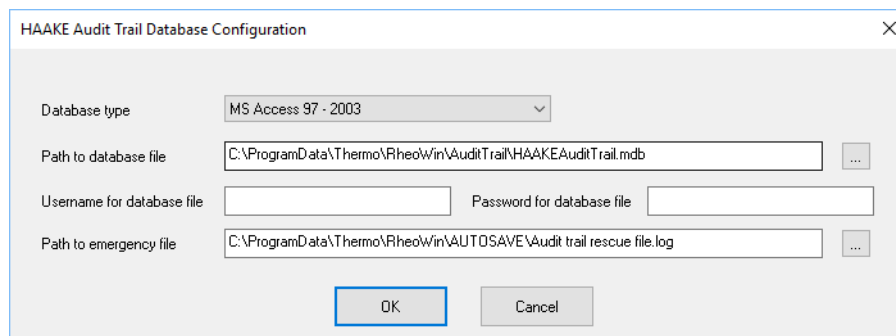 HAAKE Audit Trail Database Configuration
Database type MS Access 97 - 2003
Path to database file C:\ProgramData\Thermo\RheoWin\AuditTrail\HAAKEAuditTrail.mdb ...
Username for database file Password for database file
Path to emergency file C:\ProgramData\Thermo\RheoWin\AUTOSAVE\Audit trail rescue file.log ...
OK Cancel